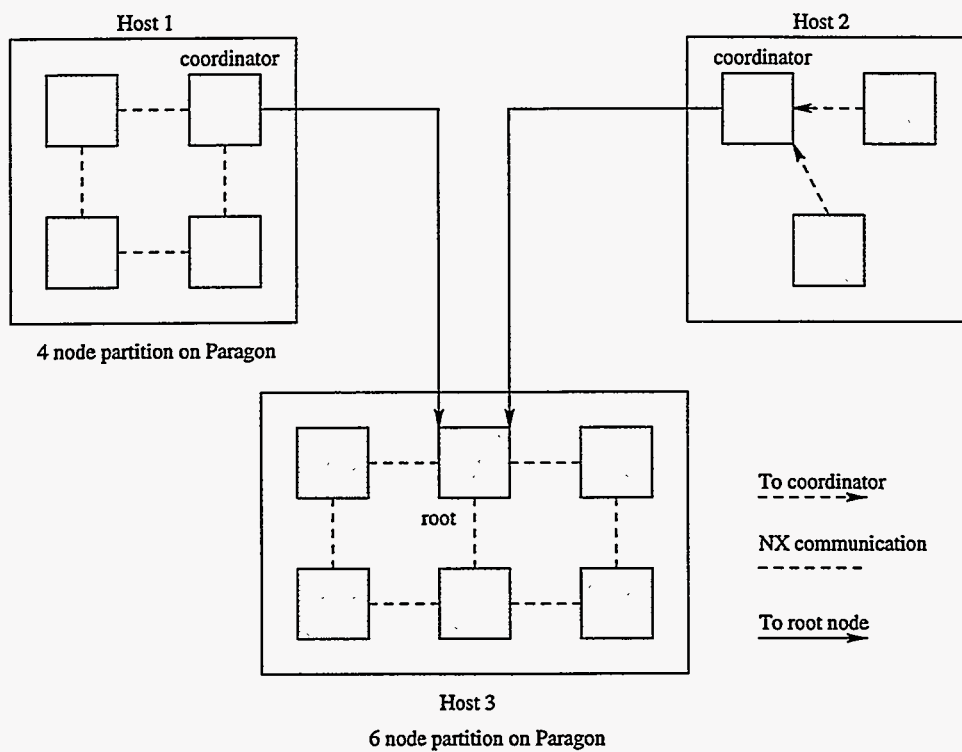 Host 1
Host 2
coordinator
coordinator
4 node partition on Paragon
root
To coordinator
NX communication
To root node
Host 3
6 node partition on Paragon